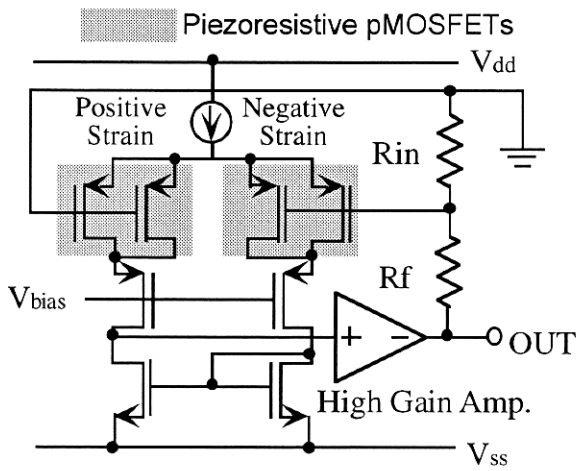 Piezoresistive pMOSFETs
Vdd
Positive
Strain
Negative
Strain
Rin
Rf
Vbias
+
−
OUT
High Gain Amp.
Vss